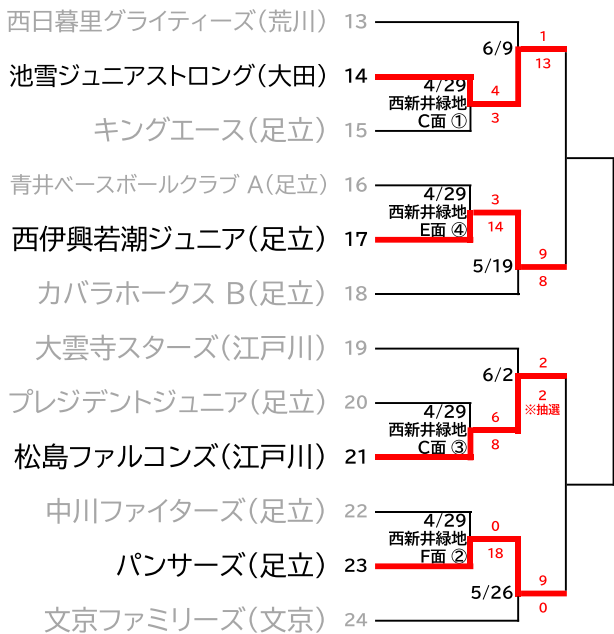 西日暮里グライティーズ(荒川) 13
6/9
1
13
池雪ジュニアストロング(大田) 14
4/29
西新井緑地
C面 ①
4
3
キングエース(足立) 15
青井ベースボールクラブ A(足立) 16
4/29
西新井緑地
E面 ④
3
14
西伊興若潮ジュニア(足立) 17
5/19
9
8
カバラホークス B(足立) 18
大雲寺スターズ(江戸川) 19
6/2
2
2
※抽選
プレジデントジュニア(足立) 20
4/29
西新井緑地
C面 ③
6
8
松島ファルコンズ(江戸川) 21
中川ファイターズ(足立) 22
4/29
西新井緑地
F面 ②
0
18
パンサーズ(足立) 23
5/26
9
0
文京ファミリーズ(文京) 24